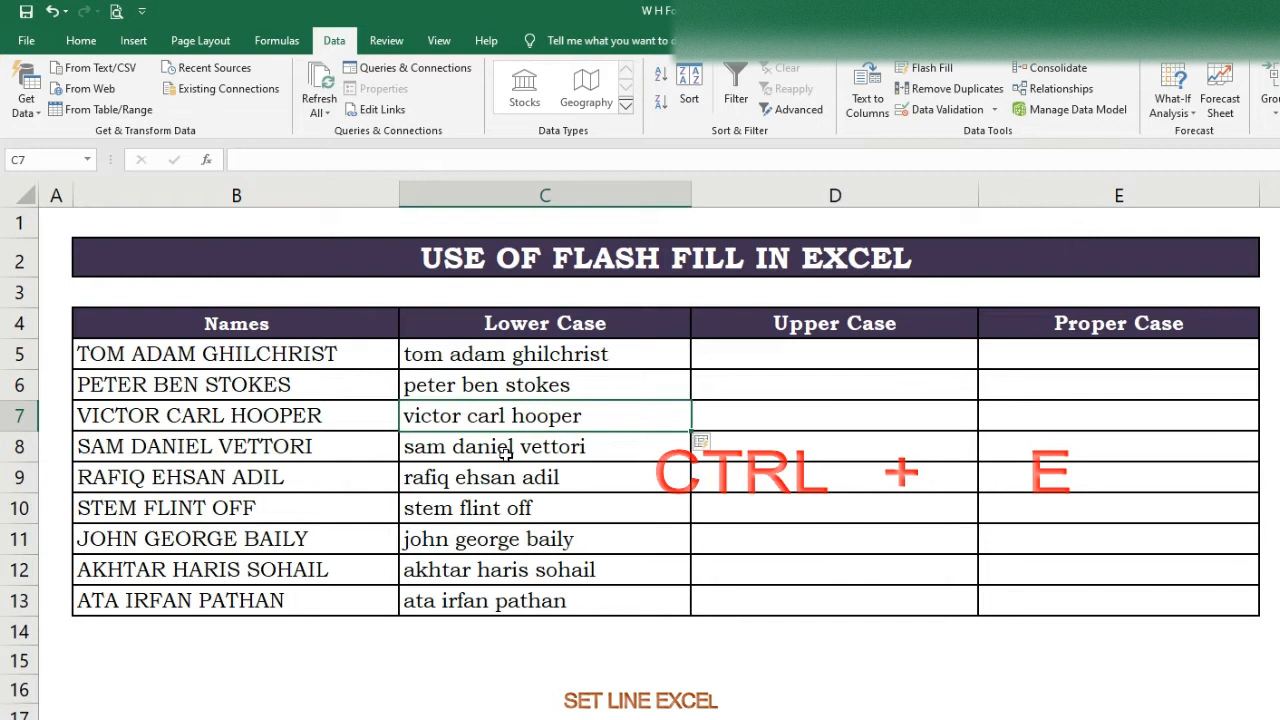 W H Fo
File Home Insert Page Layout Formulas Data Review View Help Tell me what you want to d
From Text/CSV Recent Sources Queries & Connections Clear Flash Fill Consolidate
From Web Existing Connections Properties Reapply Remove Duplicates Relationships
From Table/Range Edit Links Advanced Data Validation Manage Data Model
Get Data Refresh All Stocks Geography Sort Filter Text to Columns What-If Analysis Forecast Sheet Gro
Get & Transform Data Queries & Connections Data Types Sort & Filter Data Tools Forecast
C7 fx
A B C D E
1
2 USE OF FLASH FILL IN EXCEL
3
4 Names Lower Case Upper Case Proper Case
5 TOM ADAM GHILCHRIST tom adam ghilchrist
6 PETER BEN STOKES peter ben stokes
7 VICTOR CARL HOOPER victor carl hooper
8 SAM DANIEL VETTORI sam daniel vettori
9 RAFIQ EHSAN ADIL rafiq ehsan adil
CTRL + E
10 STEM FLINT OFF stem flint off
11 JOHN GEORGE BAILY john george baily
12 AKHTAR HARIS SOHAIL akhtar haris sohail
13 ATA IRFAN PATHAN ata irfan pathan
14
15
16
SET LINE EXCEL
17